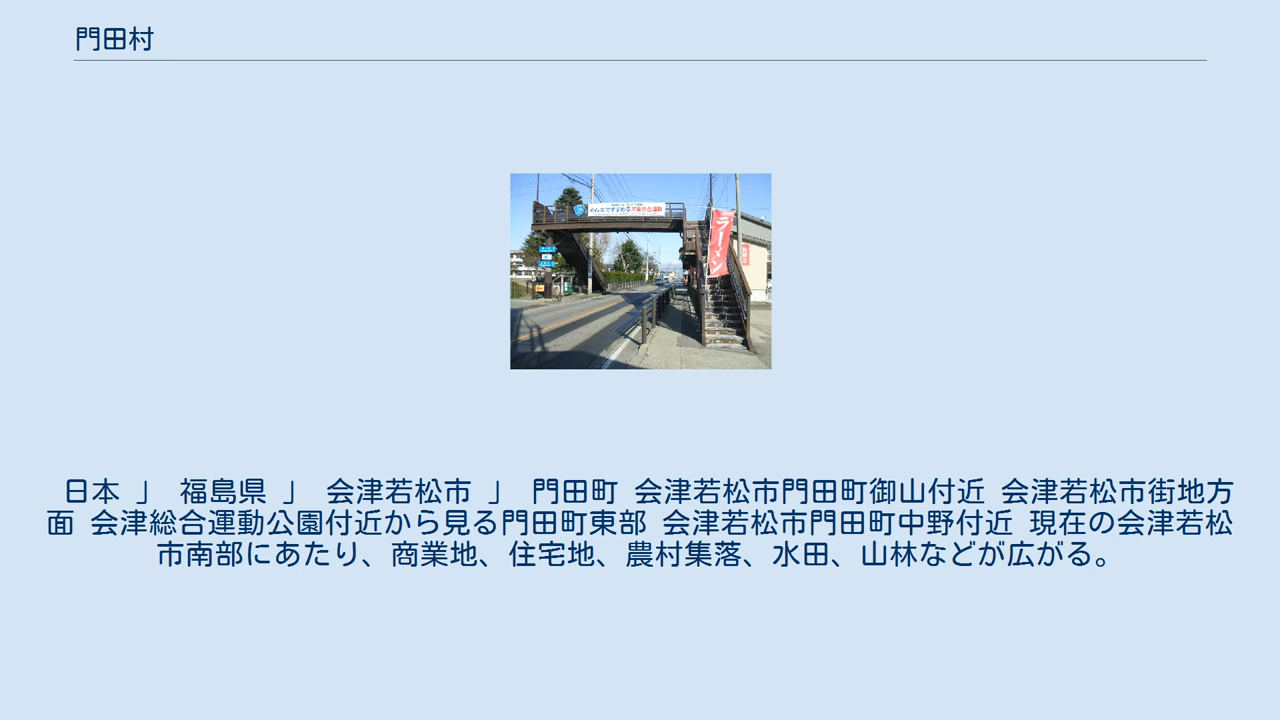 門田村
ラーメン
日本 」 福島県 」 会津若松市 」 門田町 会津若松市門田町御山付近 会津若松市街地方
面 会津総合運動公園付近から見る門田町東部 会津若松市門田町中野付近 現在の会津若松
市南部にあたり、商業地、住宅地、農村集落、水田、山林などが広がる。